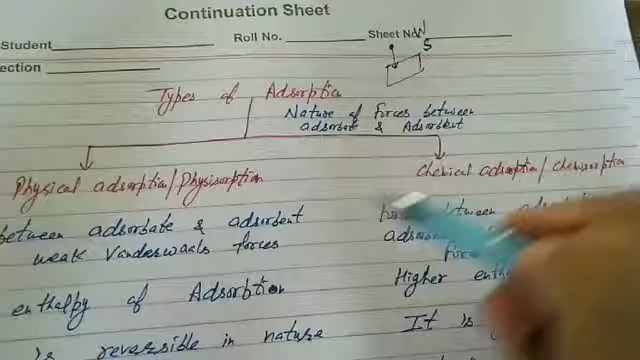 Continuation Sheet
Student
Roll No.
Sheet No.
W
S
ection
Types of Adsorption
Nature of Forces between
adsorbate & Adsorbent
Physical adsorption/Physisorption
Chemical adsorption/chemisorption
between adsorbate & adsorbent
weak Vanderwaals forces
between
Higher
enthalpy of Adsorbtion
It is
is reversible in nature